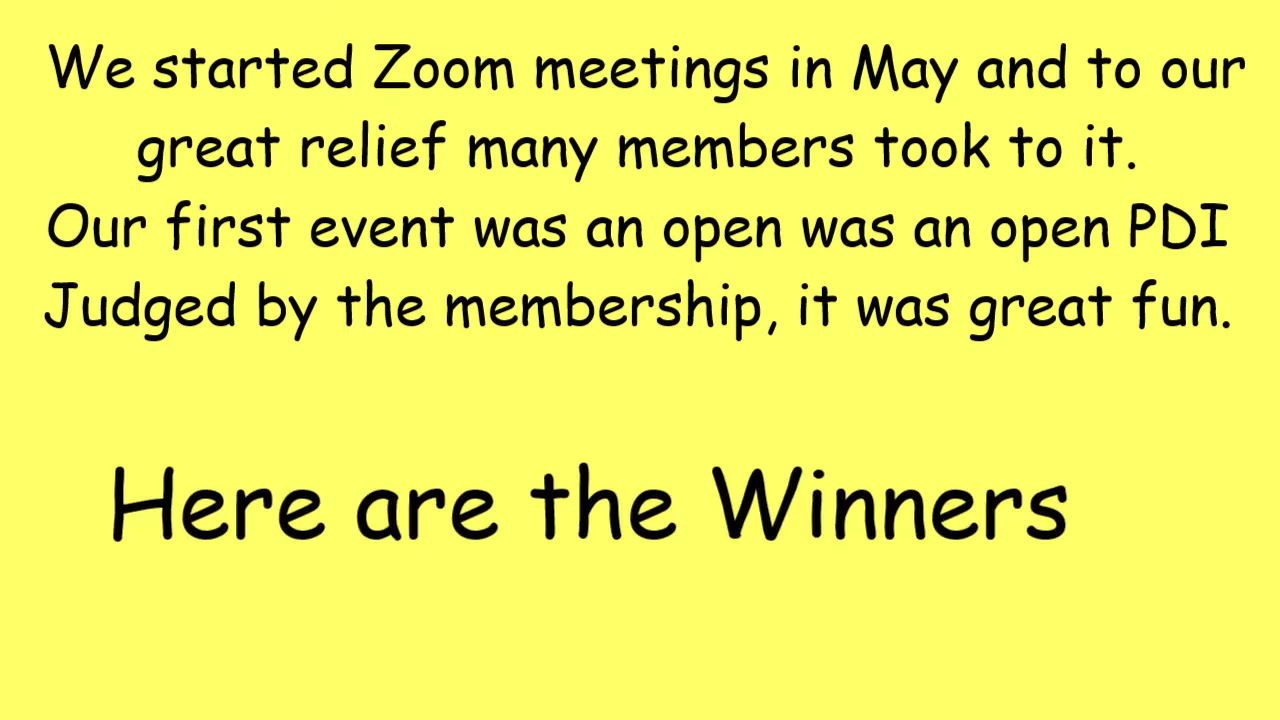 We started Zoom meetings in May and to our
great relief many members took to it.
Our first event was an open was an open PDI
Judged by the membership, it was great fun.
Here are the Winners